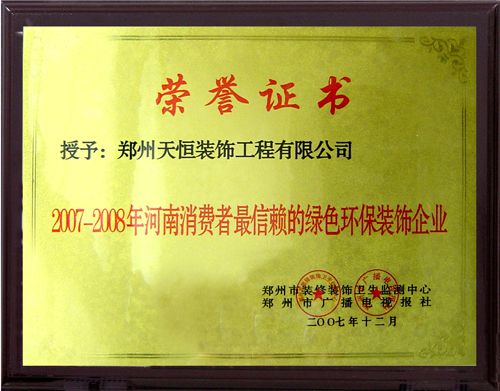 荣誉证书
授予：郑州天恒装饰工程有限公司
2007-2008年河南消费者最信赖的绿色环保装饰企业
郑州市装修装饰卫生监测中心
郑州市广播电视报社
二00七年十二月